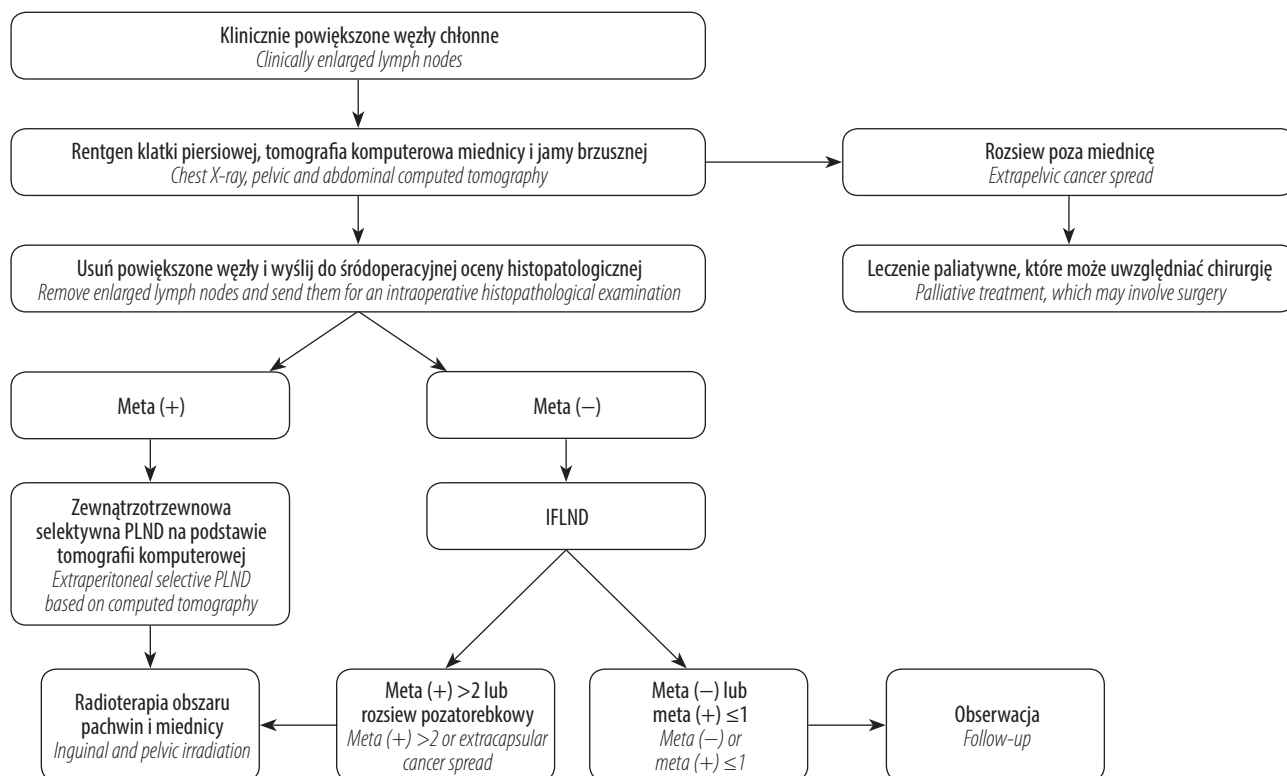 Klinicznie powiększone węzły chłonne
Clinically enlarged lymph nodes
Rentgen klatki piersiowej, tomografia komputerowa miednicy i jamy brzusznej
Chest X-ray, pelvic and abdominal computed tomography
Rozsiew poza miednicę
Extrapelvic cancer spread
Usuń powiększone węzły i wyślij do śródoperacyjnej oceny histopatologicznej
Remove enlarged lymph nodes and send them for an intraoperative histopathological examination
Leczenie paliatywne, które może uwzględniać chirurgię
Palliative treatment, which may involve surgery
Meta (+)
Meta (−)
Zewnątrzotrzewnowa
selektywna PLND na podstawie
tomografii komputerowej
Extraperitoneal selective PLND
based on computed tomography
IFLND
Radioterapia obszaru
pachwin i miednicy
Inguinal and pelvic irradiation
Meta (+) >2 lub
rozsiew pozatorebkowy
Meta (+) >2 or extracapsular
cancer spread
Meta (−) lub
meta (+) ≤1
Meta (−) or
meta (+) ≤1
Obserwacja
Follow-up